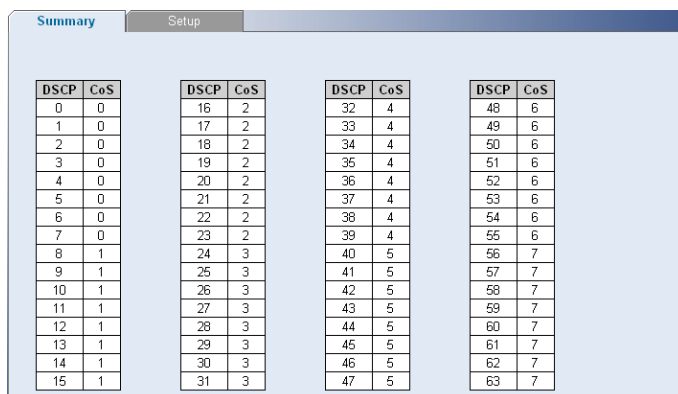 Summary Setup
DSCP CoS DSCP CoS DSCP CoS DSCP CoS
0 0 16 2 32 4 48 6
1 0 17 2 33 4 49 6
2 0 18 2 34 4 50 6
3 0 19 2 35 4 51 6
4 0 20 2 36 4 52 6
5 0 21 2 37 4 53 6
6 0 22 2 38 4 54 6
7 0 23 2 39 4 55 6
8 1 24 3 40 5 56 7
9 1 25 3 41 5 57 7
10 1 26 3 42 5 58 7
11 1 27 3 43 5 59 7
12 1 28 3 44 5 60 7
13 1 29 3 45 5 61 7
14 1 30 3 46 5 62 7
15 1 31 3 47 5 63 7